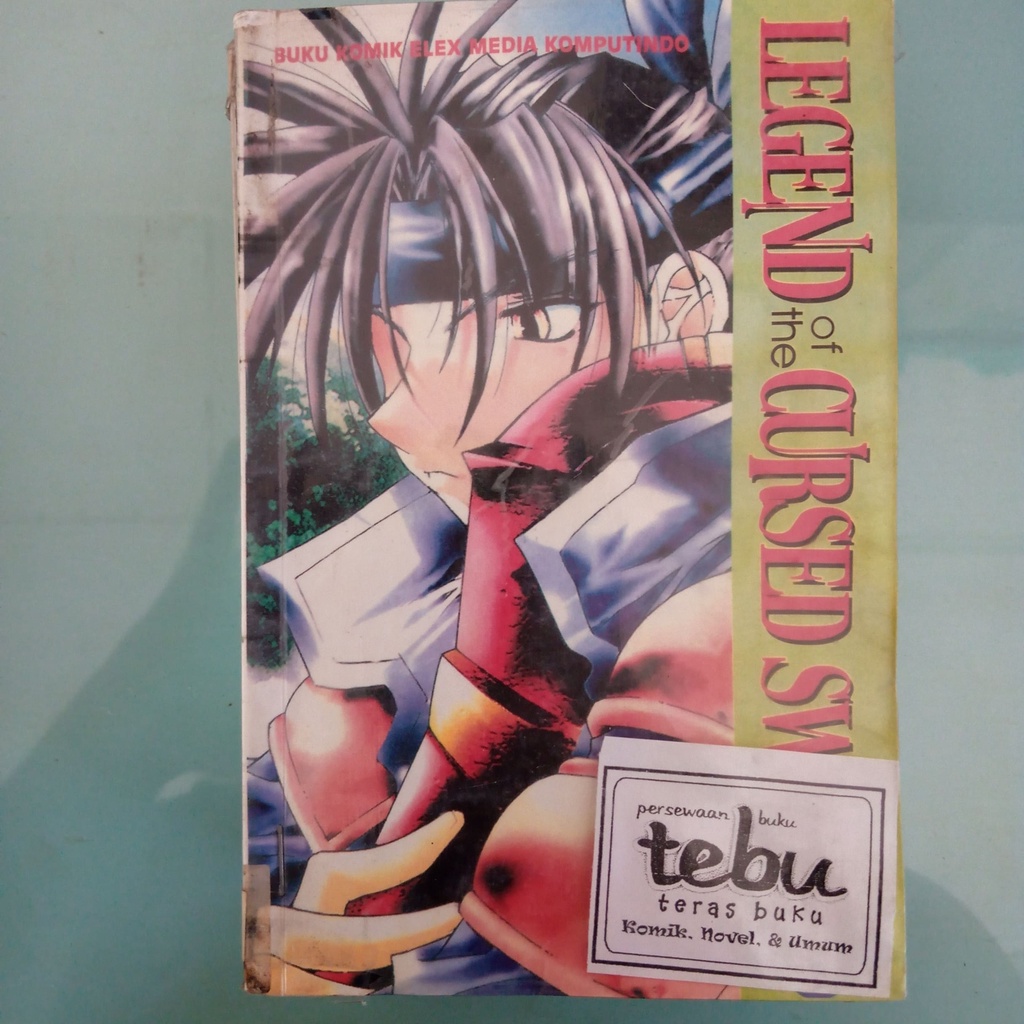 BUKU KOMIK ELEX MEDIA KOMPUTINDO
LEGEND of the CURSED SW
persewaan buku
tebu
teras buku
Komik, Novel, & Umum